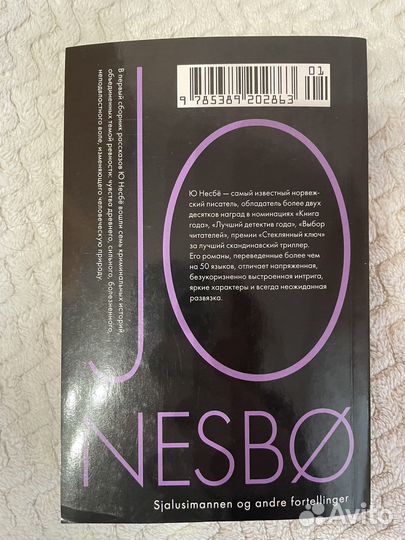 01
9 785389 202863
JO
В первый сборник рассказов Ю Несбё вошли семь криминальных историй,
объединенных темой ревности: чувства древнего, сильного, болезненного,
неподвластного воле, изменяющего человеческую природу.
Ю Несбё — самый известный норвеж-
ский писатель, обладатель более двух
десятков наград в номинациях «Книга
года», «Лучший детектив года», «Выбор
читателей», премии «Стеклянный ключ»
за лучший скандинавский триллер.
Его романы, переведенные более чем
на 50 языков, отличает напряженная,
безукоризненно выстроенная интрига,
яркие характеры и всегда неожиданная
развязка.
NESBØ
Sjalusimannen og andre fortellinger
Avito